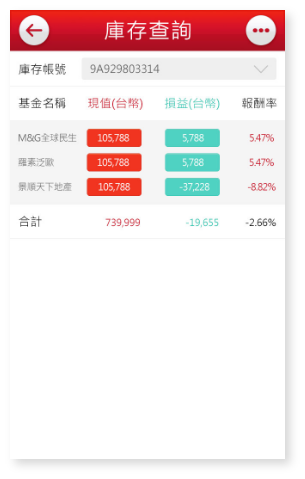 庫存查詢
庫存帳號 9A929803314
基金名稱 現值(台幣) 損益(台幣) 報酬率
M&G全球民生 105,788 5,788 5.47%
羅素泛歐 105,788 5,788 5.47%
景順天下地產 105,788 -37,228 -8.82%
合計 739,999 -19,655 -2.66%